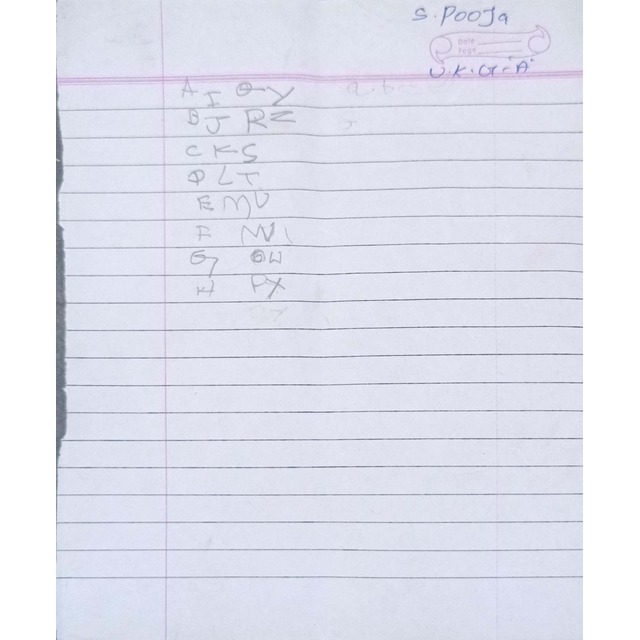 S. Pooja
Date
Page
U.K.G-"A"
A I Q Y a b
B J R Z
C K S
D L T
E M U
F N V
G O W
H P X